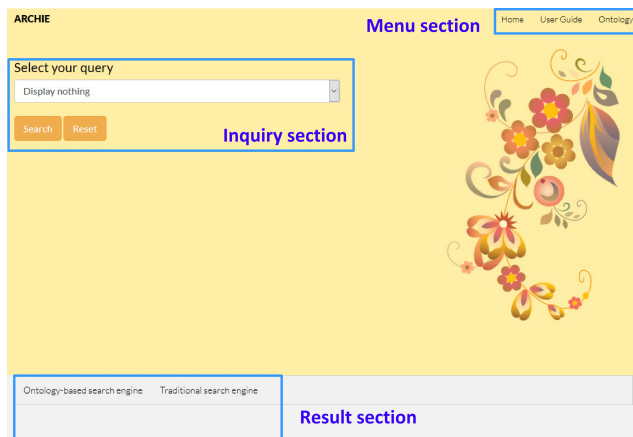 ARCHIE
Menu section
Home User Guide Ontology
Select your query
Display nothing
Search Reset
Inquiry section
Ontology-based search engine Traditional search engine
Result section